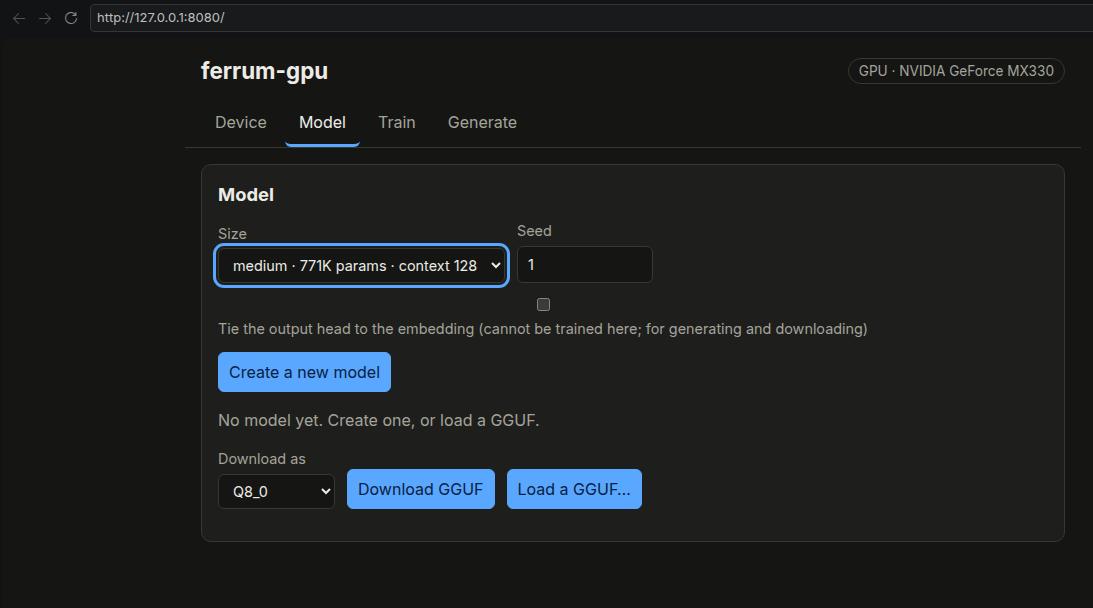 http://127.0.0.1:8080/
ferrum-gpu
GPU · NVIDIA GeForce MX330
Device Model Train Generate
Model
Size Seed
medium · 771K params · context 128 1
Tie the output head to the embedding (cannot be trained here; for generating and downloading)
Create a new model
No model yet. Create one, or load a GGUF.
Download as
Q8_0 Download GGUF Load a GGUF...